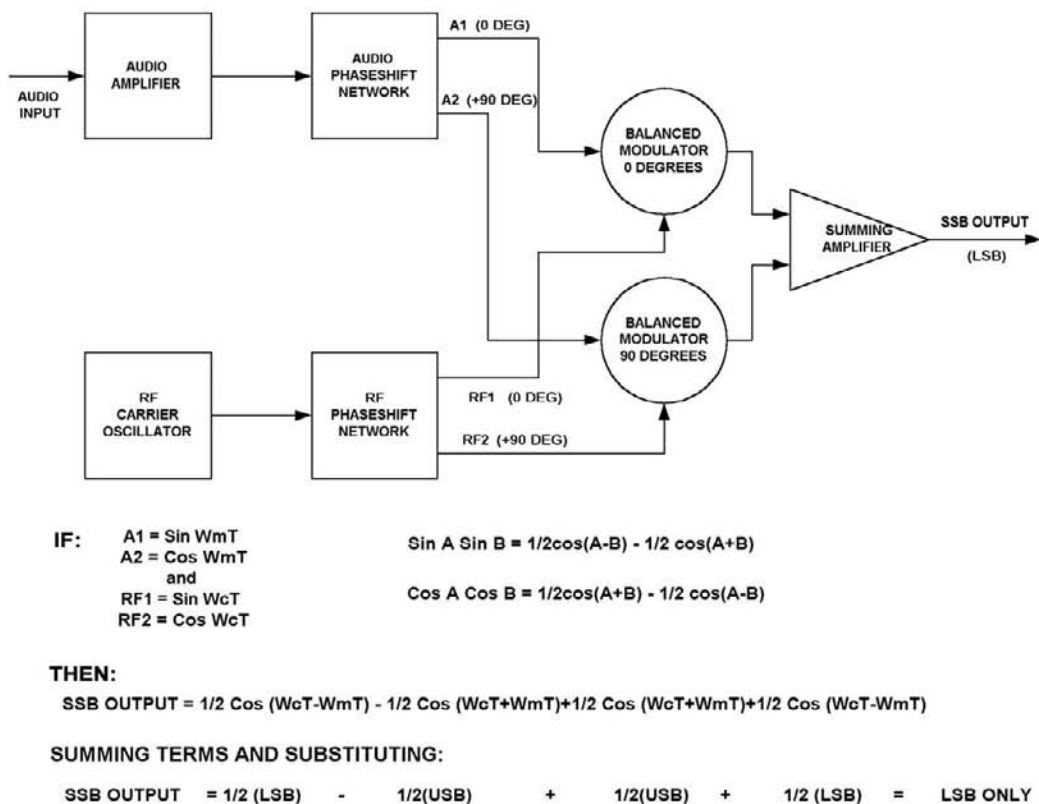 A1 (0 DEG)
AUDIO
AMPLIFIER
AUDIO
PHASESHIFT
NETWORK
AUDIO
INPUT
A2 (+90 DEG)
BALANCED
MODULATOR
0 DEGREES
SUMMING
AMPLIFIER
SSB OUTPUT
(LSB)
BALANCED
MODULATOR
90 DEGREES
RF
CARRIER
OSCILLATOR
RF
PHASESHIFT
NETWORK
RF1 (0 DEG)
RF2 (+90 DEG)
IF:
A1 = Sin WmT
A2 = Cos WmT
and
RF1 = Sin WcT
RF2 = Cos WcT
Sin A Sin B = 1/2cos(A-B) - 1/2 cos(A+B)
Cos A Cos B = 1/2cos(A+B) - 1/2 cos(A-B)
THEN:
SSB OUTPUT = 1/2 Cos (WcT-WmT) - 1/2 Cos (WcT+WmT)+1/2 Cos (WcT+WmT)+1/2 Cos (WcT-WmT)
SUMMING TERMS AND SUBSTITUTING:
SSB OUTPUT = 1/2 (LSB) - 1/2(USB) + 1/2(USB) + 1/2 (LSB) = LSB ONLY